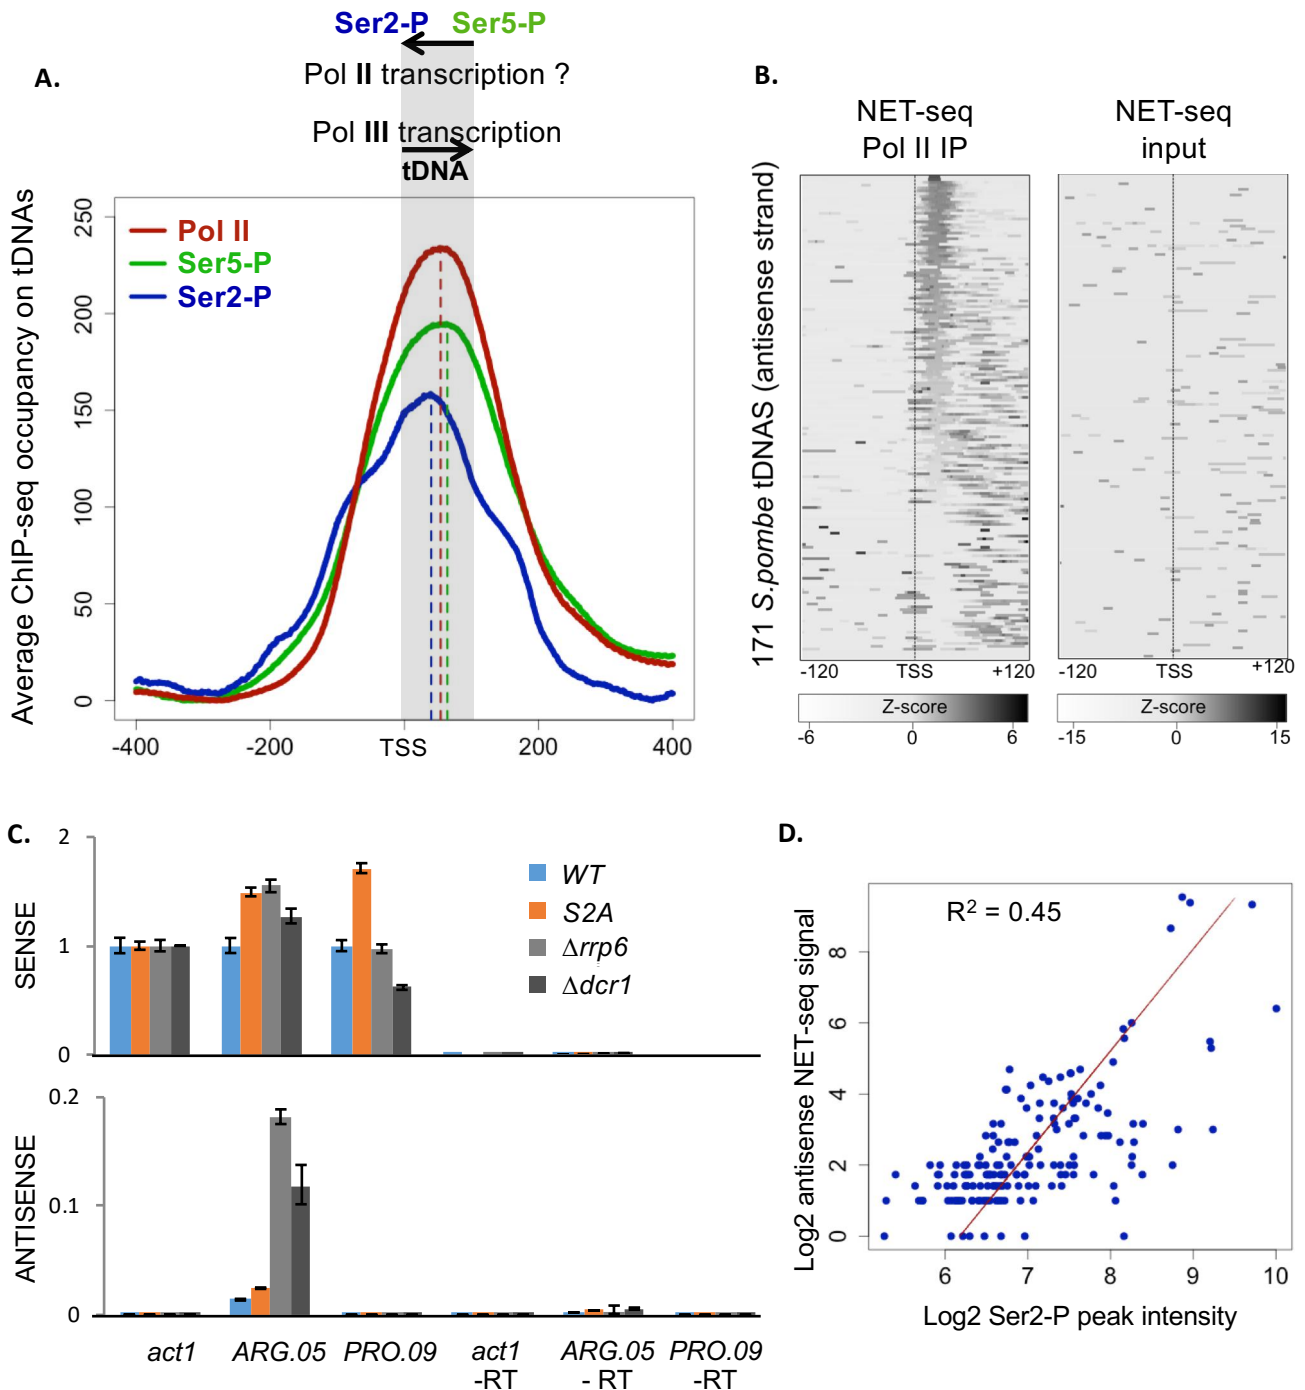 Ser2-P Ser5-P
A.
Pol II transcription ?
Pol III transcription
tDNA
Average ChIP-seq occupancy on tDNAs
250
200
150
100
50
0
Pol II
Ser5-P
Ser2-P
-400 -200 TSS 200 400
B.
NET-seq
Pol II IP
NET-seq
input
171 S.pombe tDNAS (antisense strand)
-120 TSS +120
-120 TSS +120
Z-score
-6 0 6
Z-score
-15 0 15
C.
SENSE
2
1
0
WT
S2A
Δrrp6
Δdcr1
ANTISENSE
0.2
0.1
0
act1 ARG.05 PRO.09 act1 ARG.05 PRO.09
-RT - RT -RT
D.
R2 = 0.45
Log2 antisense NET-seq signal
8
6
4
2
0
6 7 8 9 10
Log2 Ser2-P peak intensity